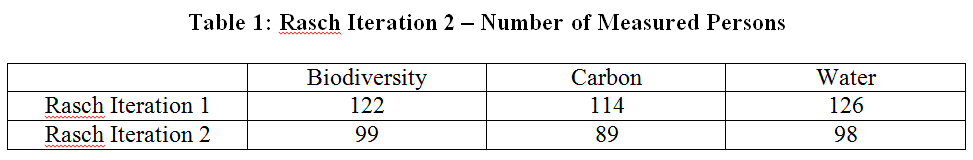 Table 1: Rasch Iteration 2 – Number of Measured Persons
Biodiversity Carbon Water
Rasch Iteration 1 122 114 126
Rasch Iteration 2 99 89 98